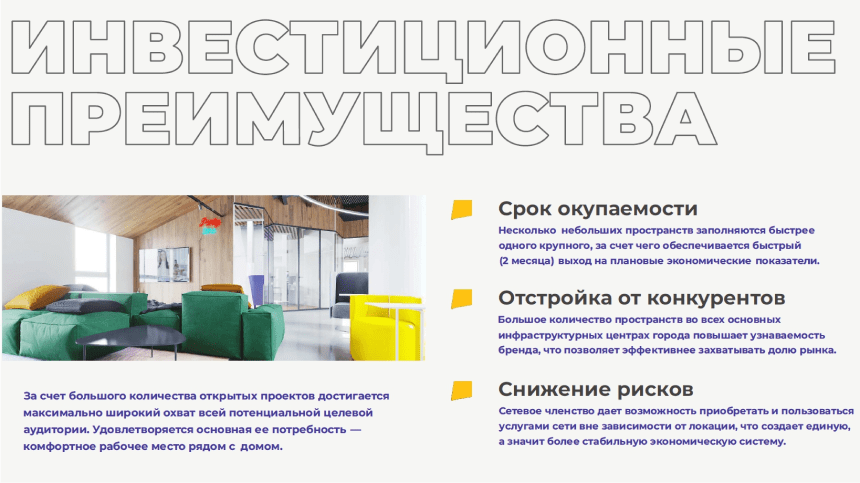 ИНВЕСТИЦИОННЫЕ
ПРЕИМУЩЕСТВА
За счет большого количества открытых проектов достигается
максимально широкий охват всей потенциальной целевой
аудитории. Удовлетворяется основная ее потребность —
комфортное рабочее место рядом с домом.
Срок окупаемости
Несколько небольших пространств заполняются быстрее
одного крупного, за счет чего обеспечивается быстрый
(2 месяца) выход на плановые экономические показатели.
Отстройка от конкурентов
Большое количество пространств во всех основных
инфраструктурных центрах города повышает узнаваемость
бренда, что позволяет эффективнее захватывать долю рынка.
Снижение рисков
Сетевое членство дает возможность приобретать и пользоваться
услугами сети вне зависимости от локации, что создает единую,
а значит более стабильную экономическую систему.